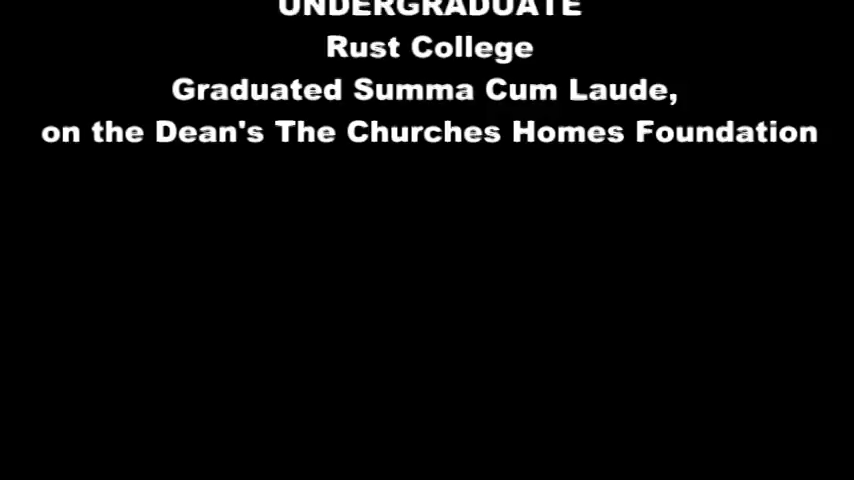 UNDERGRADUATE
Rust College
Graduated Summa Cum Laude,
on the Dean's The Churches Homes Foundation